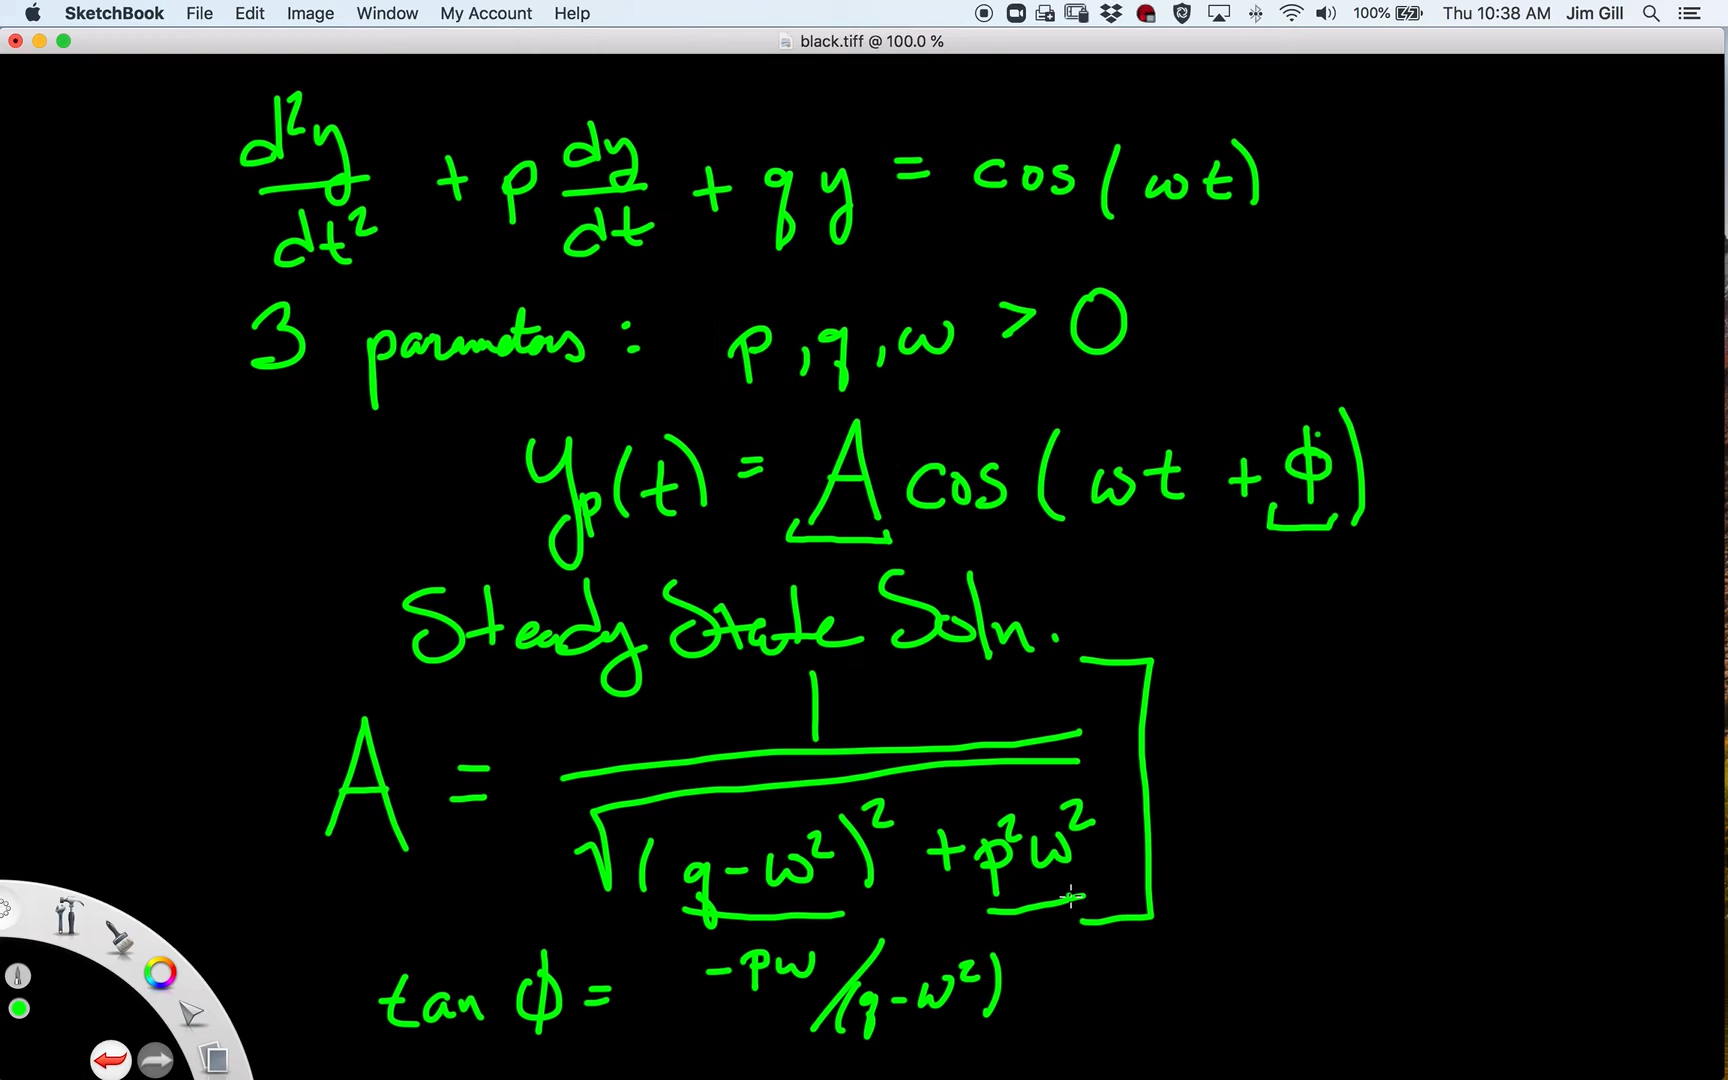 SketchBook File Edit Image Window My Account Help 100% Thu 10:38 AM Jim Gill
black.tiff @ 100.0 %
d²y/dt² + p dy/dt + qy = cos(ωt)
3 parameters : p, q, ω > 0
y_p(t) = A cos(ωt + ϕ)
Steady State Soln.
A = 1/√((q-ω²)² + p²ω²)
tan ϕ = -pω/(q-ω²)